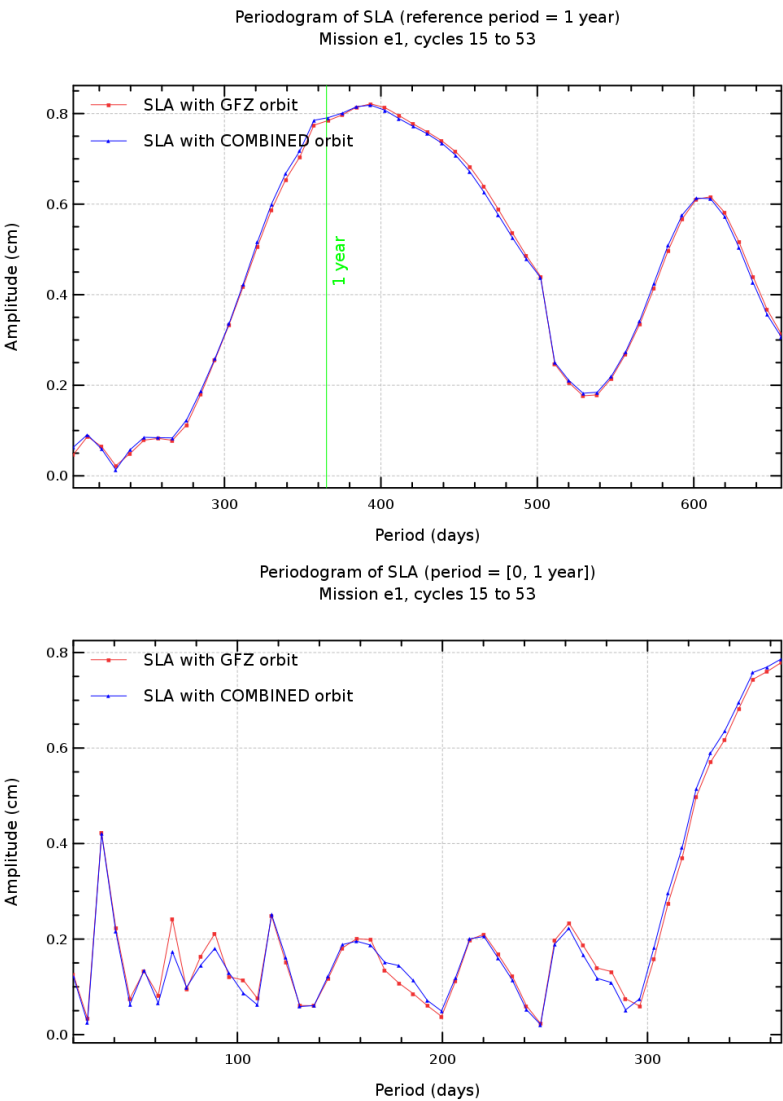 Periodogram of SLA (reference period = 1 year)
Mission e1, cycles 15 to 53
SLA with GFZ orbit
SLA with COMBINED orbit
1 year
Amplitude (cm)
0.8
0.6
0.4
0.2
0.0
300 400 500 600
Period (days)
Periodogram of SLA (period = [0, 1 year])
Mission e1, cycles 15 to 53
SLA with GFZ orbit
SLA with COMBINED orbit
Amplitude (cm)
0.8
0.6
0.4
0.2
0.0
100 200 300
Period (days)